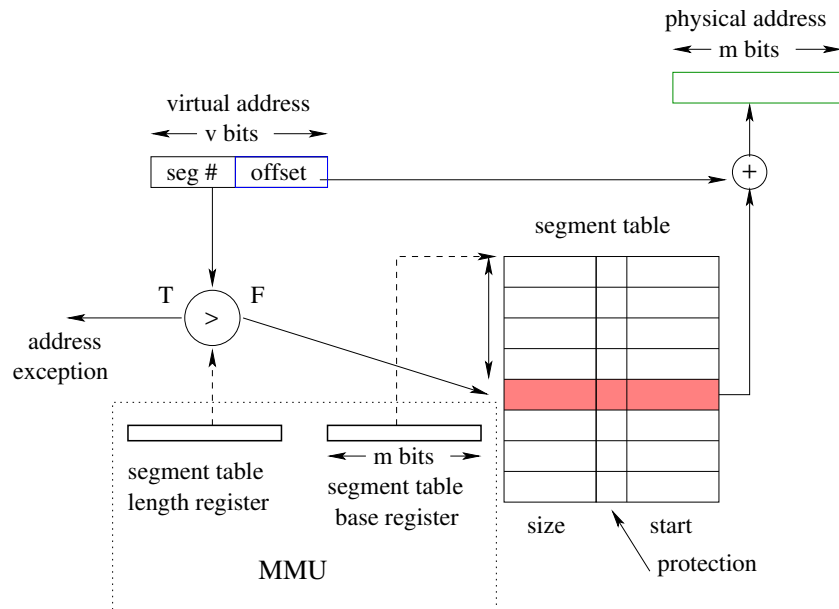 physical address
m bits
virtual address
v bits
seg #
offset
+
segment table
T
F
>
address
exception
m bits
segment table
length register
segment table
base register
size
start
protection
MMU